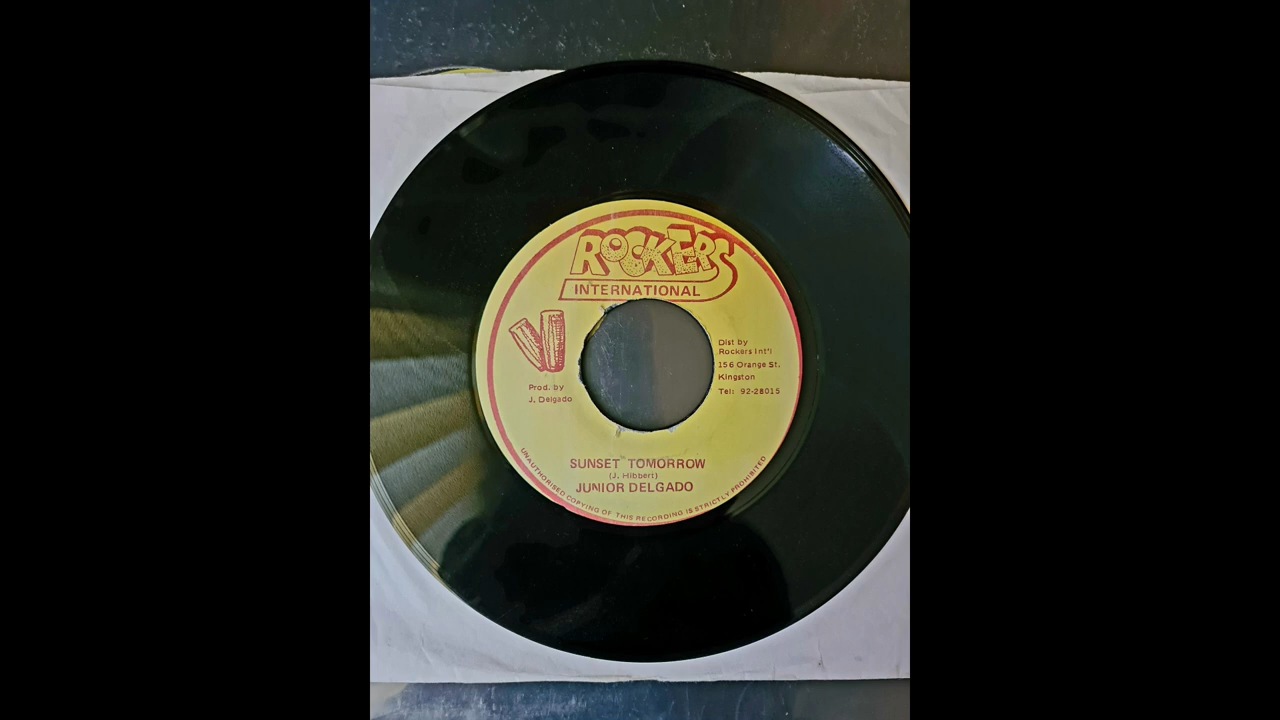 ROCKERS
INTERNATIONAL
Prod. by
J. Delgado
Dist by
Rockers Int'l
156 Orange St.
Kingston
Tel: 92-28015
SUNSET TOMORROW
(J. Hibbert)
JUNIOR DELGADO
UNAUTHORISED COPYING OF THIS RECORDING IS STRICTLY PROHIBITED